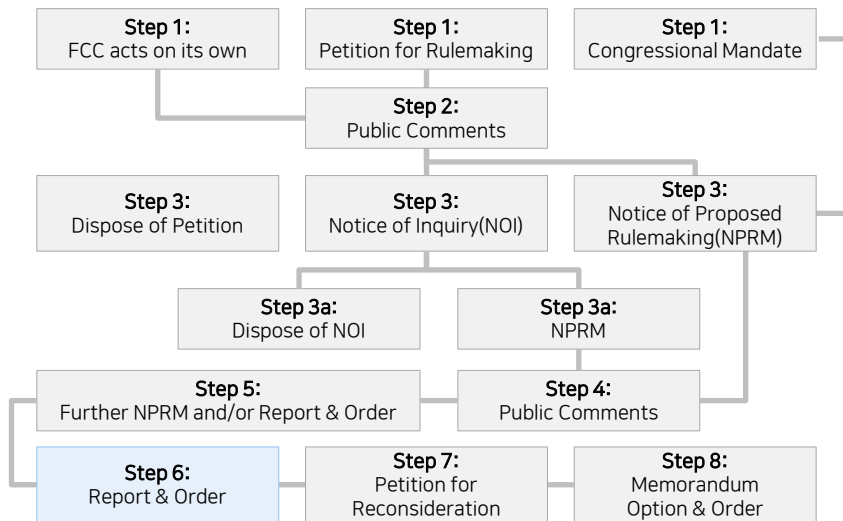 Step 1:
FCC acts on its own
Step 1:
Petition for Rulemaking
Step 1:
Congressional Mandate
Step 2:
Public Comments
Step 3:
Dispose of Petition
Step 3:
Notice of Inquiry(NOI)
Step 3:
Notice of Proposed
Rulemaking(NPRM)
Step 3a:
Dispose of NOI
Step 3a:
NPRM
Step 5:
Further NPRM and/or Report & Order
Step 4:
Public Comments
Step 6:
Report & Order
Step 7:
Petition for
Reconsideration
Step 8:
Memorandum
Option & Order